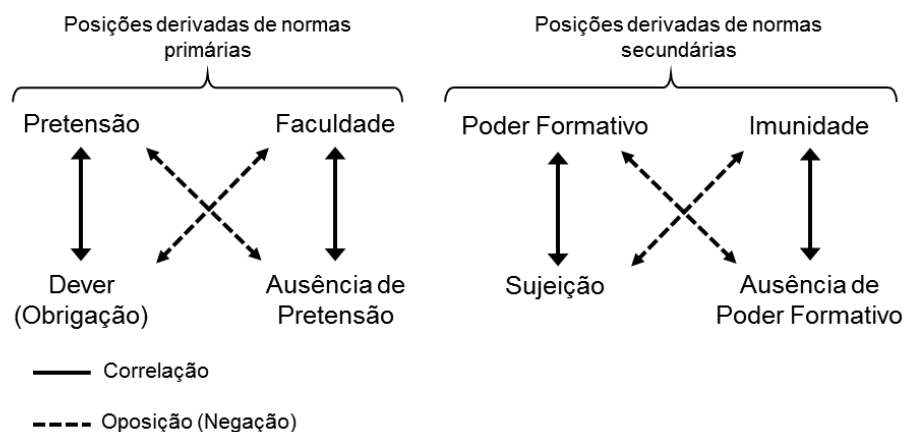 Posições derivadas de normas
primárias
Posições derivadas de normas
secundárias
Pretensão
Faculdade
Poder Formativo
Imunidade
Dever
(Obrigação)
Ausência de
Pretensão
Sujeição
Ausência de
Poder Formativo
Correlação
Oposição (Negação)